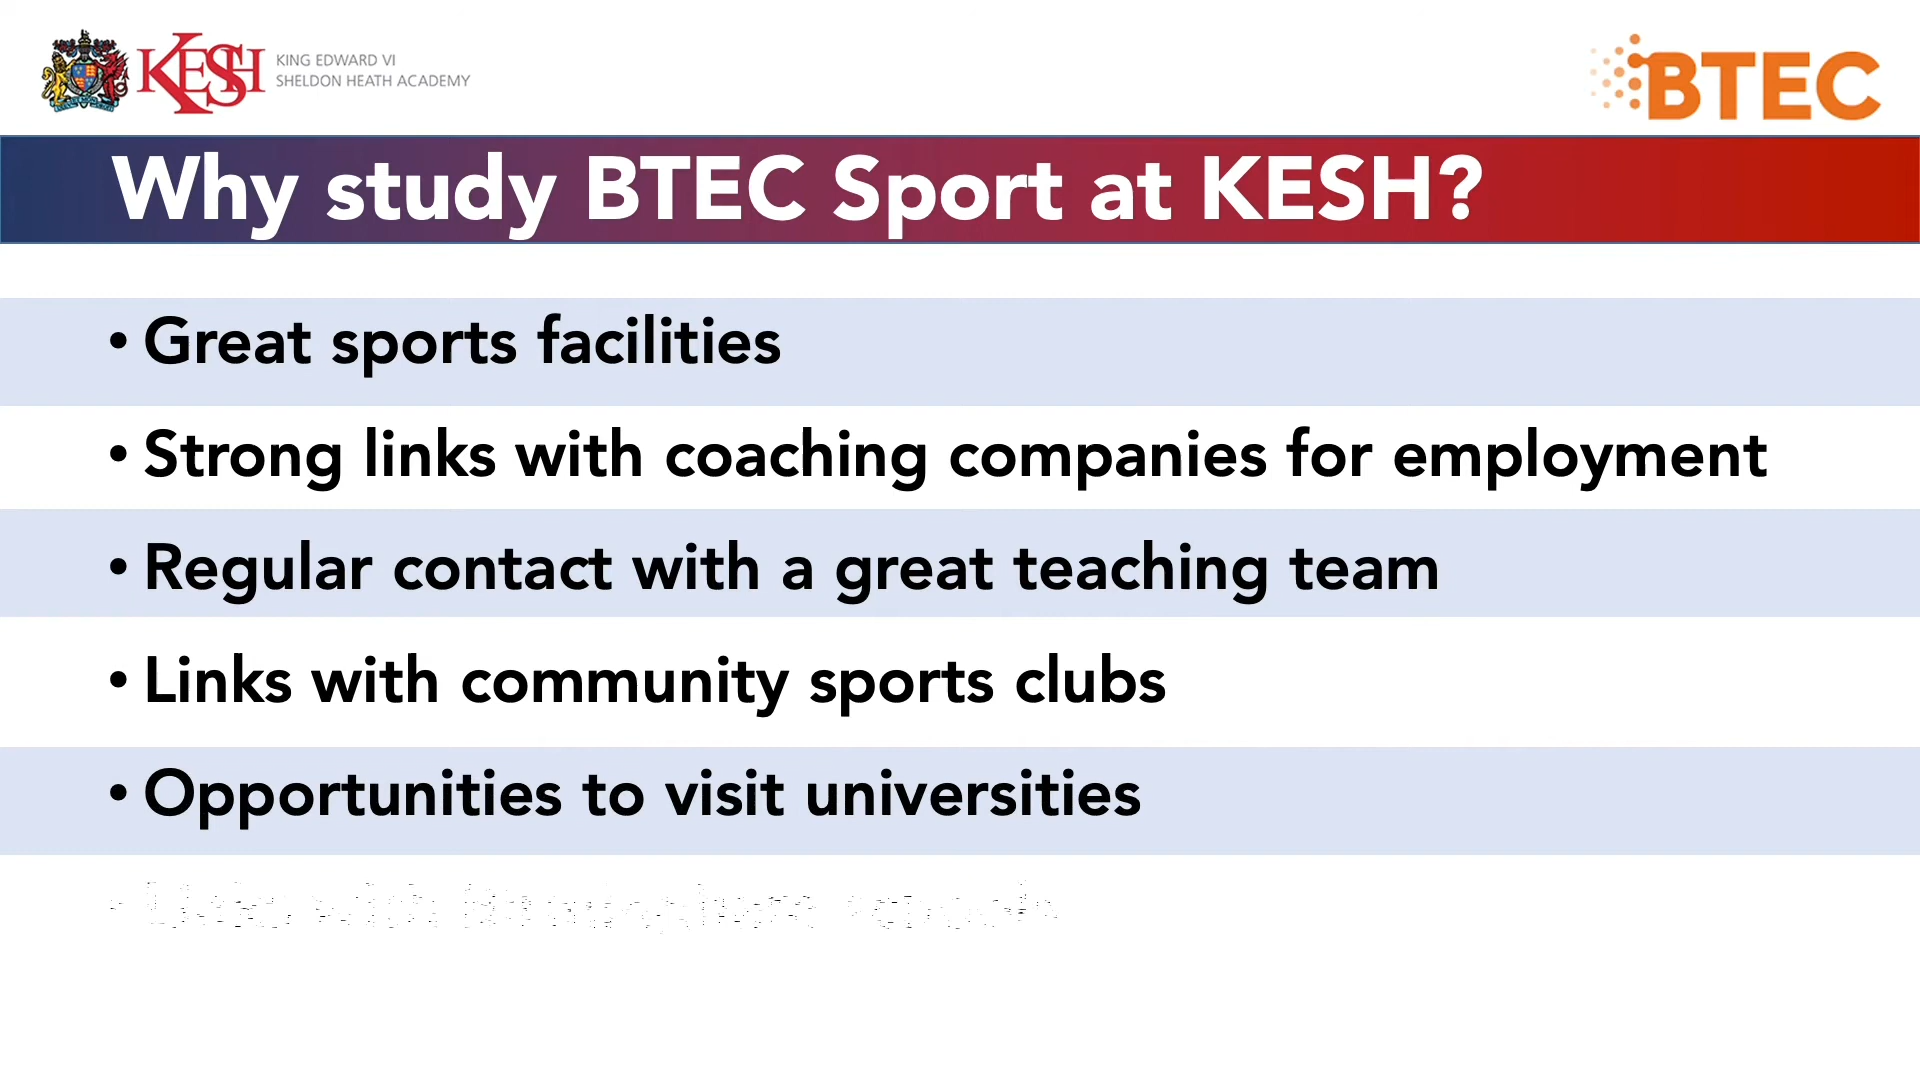 KESH
KING EDWARD VI
SHELDON HEATH ACADEMY
BTEC
Why study BTEC Sport at KESH?
• Great sports facilities
• Strong links with coaching companies for employment
• Regular contact with a great teaching team
• Links with community sports clubs
• Opportunities to visit universities
• Links with